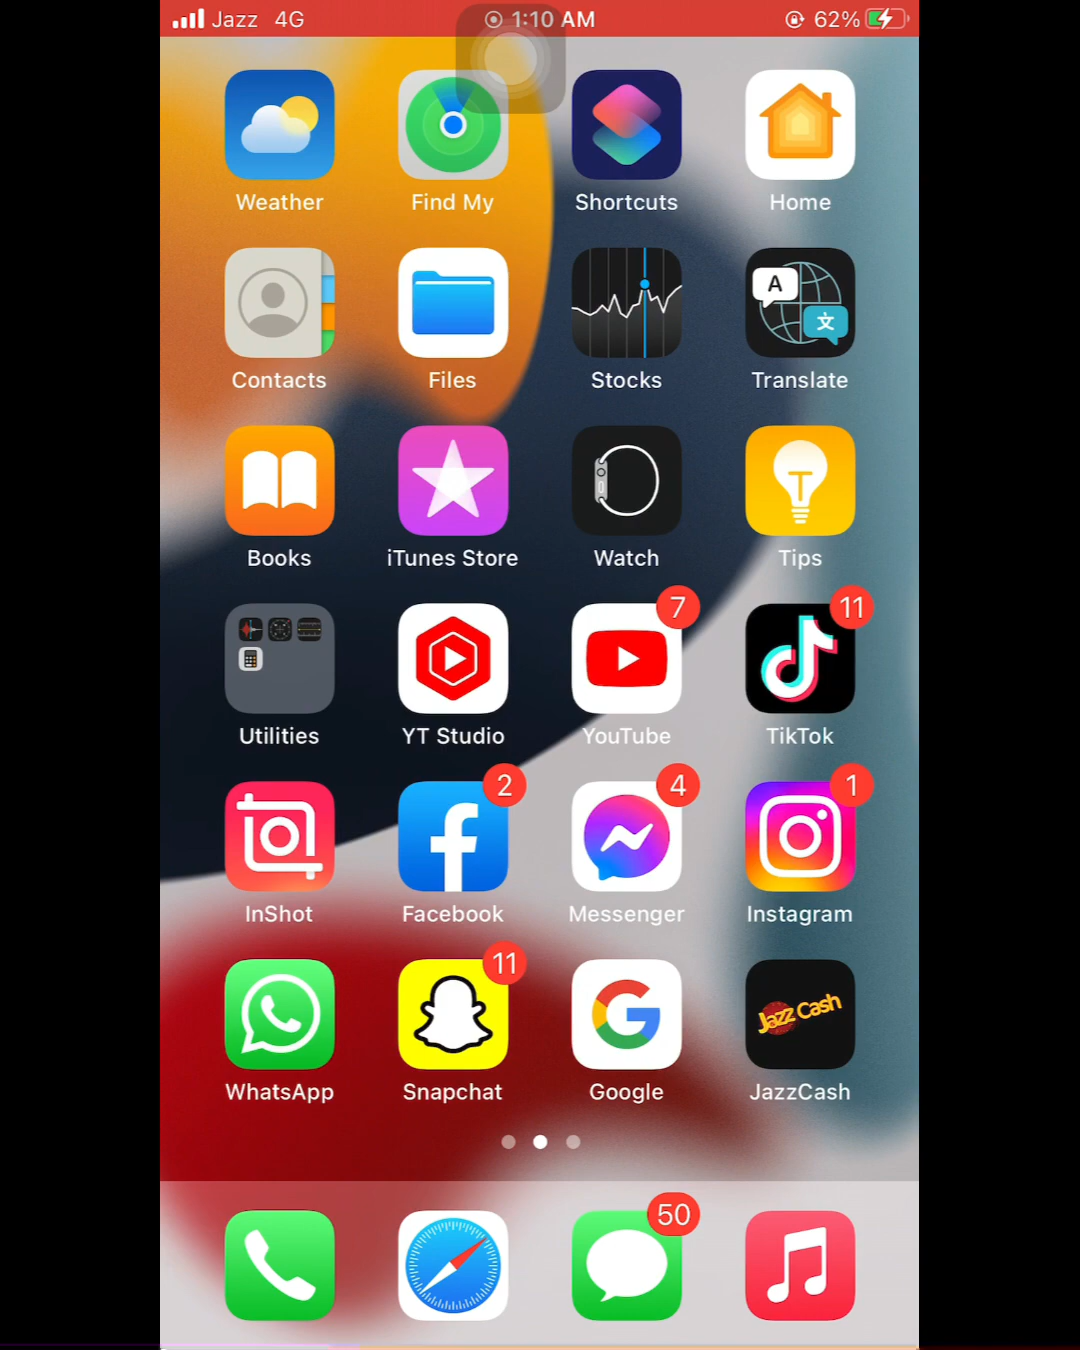 Jazz 4G 1:10 AM 62%
Weather Find My Shortcuts Home
A 文
Contacts Files Stocks Translate
Books iTunes Store Watch Tips
7 11
Utilities YT Studio YouTube TikTok
2 4 1
InShot Facebook Messenger Instagram
11
Jazz Cash
WhatsApp Snapchat Google JazzCash
50